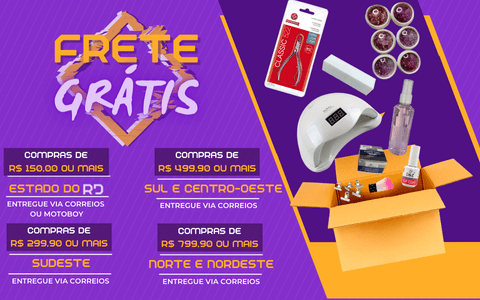 FRETE
GRÁTIS
COMPRAS DE
R$ 150,00 OU MAIS
ESTADO DO RJ
ENTREGUE VIA CORREIOS
OU MOTOBOY
COMPRAS DE
R$ 499,90 OU MAIS
SUL E CENTRO-OESTE
ENTREGUE VIA CORREIOS
COMPRAS DE
R$ 299,90 OU MAIS
SUDESTE
ENTREGUE VIA CORREIOS
COMPRAS DE
R$ 799,90 OU MAIS
NORTE E NORDESTE
ENTREGUE VIA CORREIOS
CLASSIC